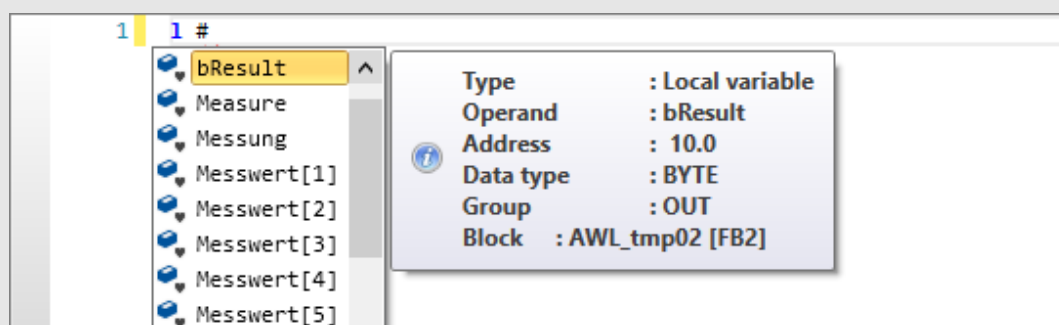 1 l #
bResult
Measure
Messung
Messwert[1]
Messwert[2]
Messwert[3]
Messwert[4]
Messwert[5]
Type : Local variable
Operand : bResult
Address : 10.0
Data type : BYTE
Group : OUT
Block : AWL_tmp02 [FB2]